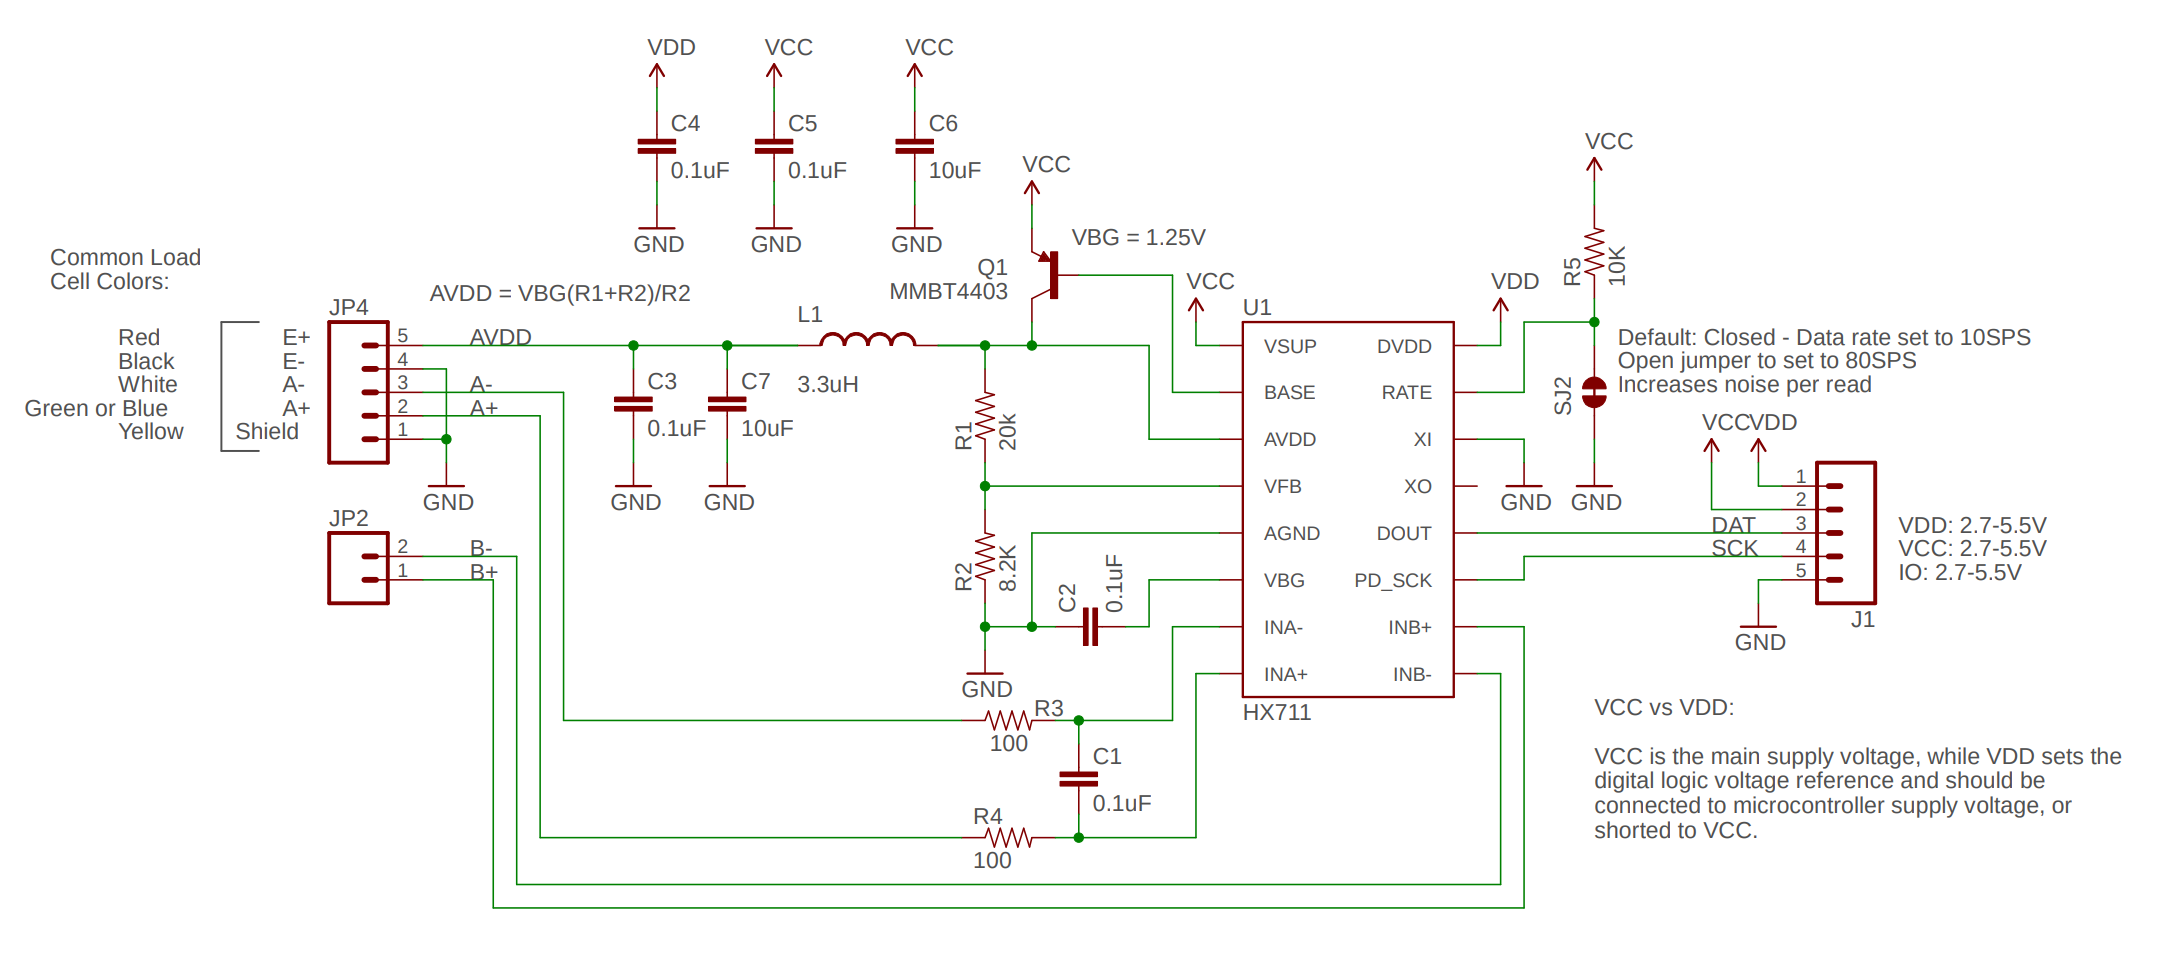 VDD
VCC
VCC
C4
0.1uF
GND
C5
0.1uF
GND
C6
10uF
GND
VCC
VBG = 1.25V
Q1
MMBT4403
Common Load
Cell Colors:
AVDD = VBG(R1+R2)/R2
JP4
Red
Black
White
Green or Blue
Yellow
E+
E-
A-
A+
Shield
5
4
3
2
1
AVDD
A-
A+
GND
JP2
2
1
B-
B+
C3
0.1uF
GND
C7
10uF
GND
L1
3.3uH
R1
20k
R2
8.2K
GND
C2
0.1uF
R3
100
C1
0.1uF
R4
100
VCC
U1
VDD
VSUP
BASE
AVDD
VFB
AGND
VBG
INA-
INA+
DVDD
RATE
XI
XO
DOUT
PD_SCK
INB+
INB-
HX711
GND
VCC
R5
10K
Default: Closed - Data rate set to 10SPS
Open jumper to set to 80SPS
Increases noise per read
SJ2
GND
VCC
VDD
DAT
SCK
1
2
3
4
5
J1
GND
VDD: 2.7-5.5V
VCC: 2.7-5.5V
IO: 2.7-5.5V
VCC vs VDD:
VCC is the main supply voltage, while VDD sets the
digital logic voltage reference and should be
connected to microcontroller supply voltage, or
shorted to VCC.